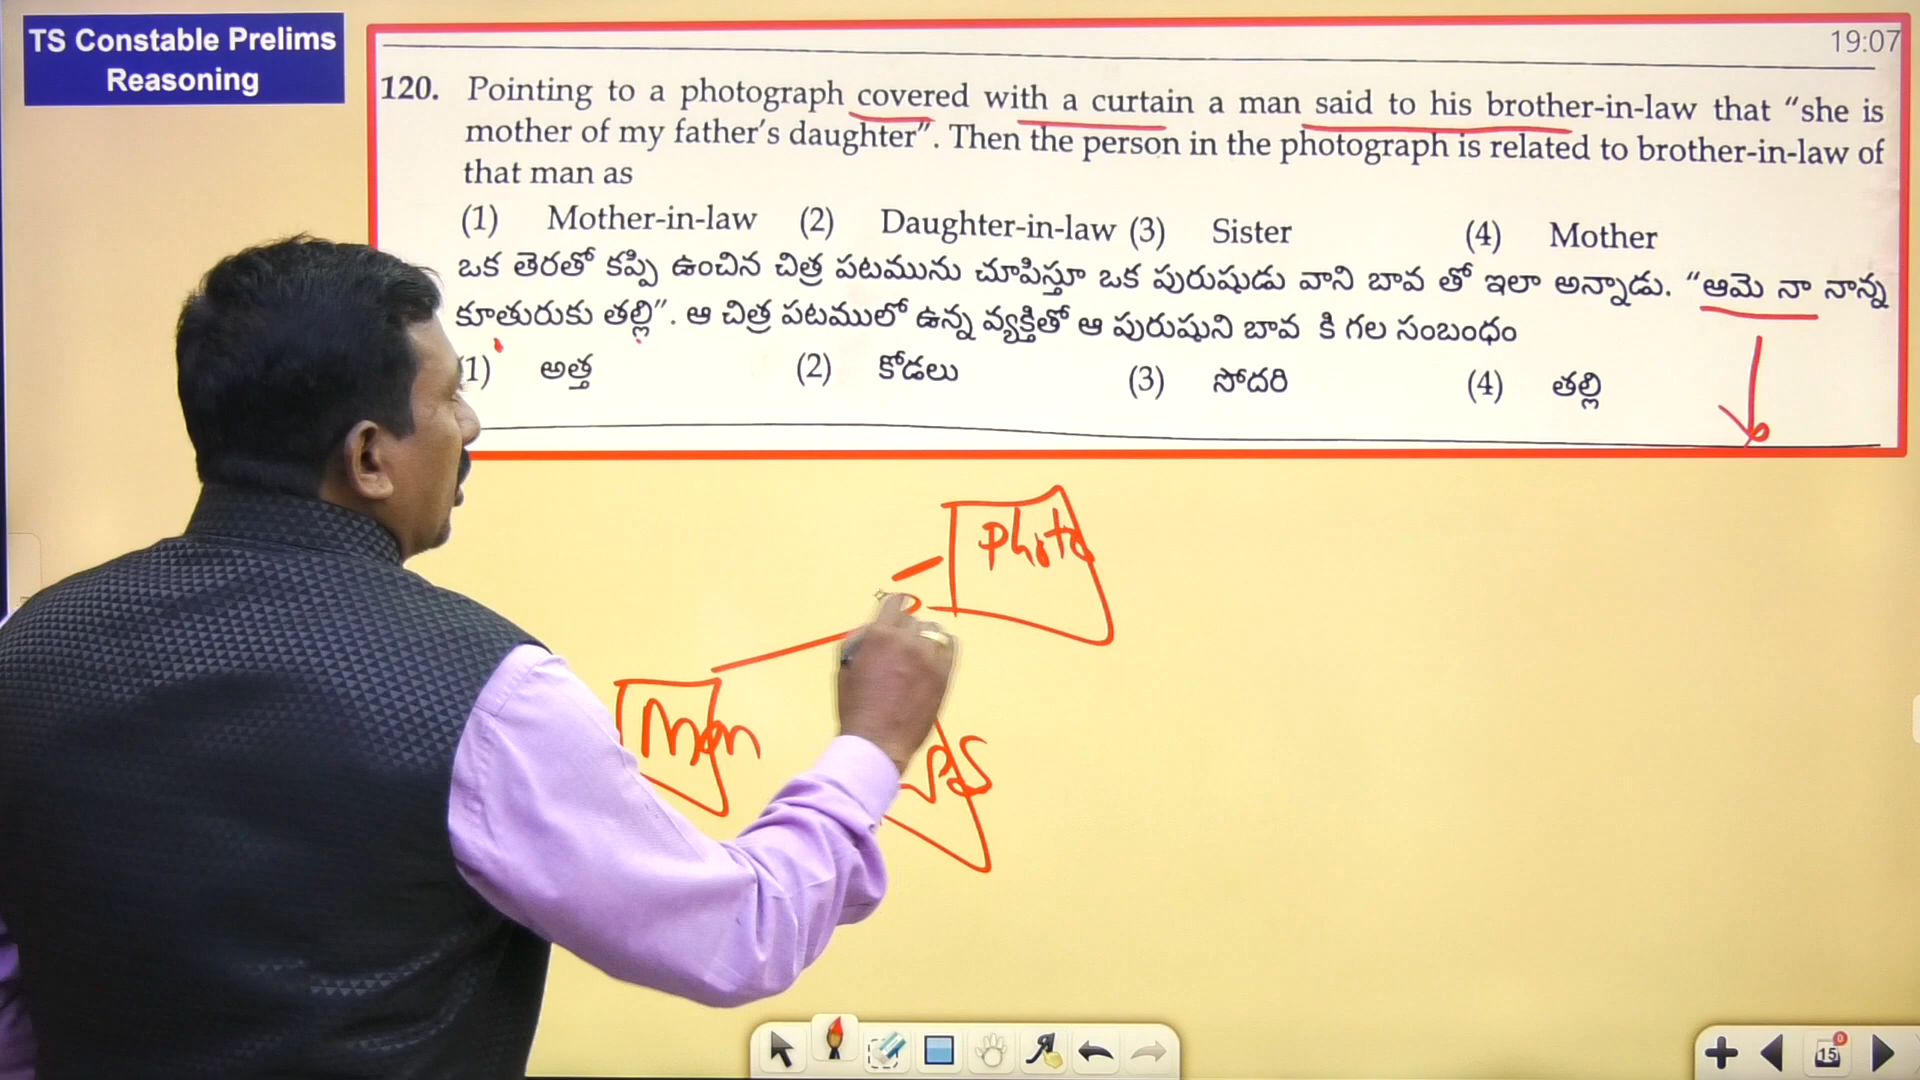 TS Constable Prelims
Reasoning
19:07
120. Pointing to a photograph covered with a curtain a man said to his brother-in-law that “she is
mother of my father’s daughter”. Then the person in the photograph is related to brother-in-law of
that man as
(1) Mother-in-law (2) Daughter-in-law (3) Sister (4) Mother
ఒక తెరతో కప్పి ఉంచిన చిత్ర పటమును చూపిస్తూ ఒక పురుషుడు వాని బావ తో ఇలా అన్నాడు. “ఆమె నా నాన్న
కూతురుకు తల్లి”. ఆ చిత్ర పటములో ఉన్న వ్యక్తితో ఆ పురుషుని బావ కి గల సంబంధం
1) అత్త (2) కోడలు (3) సోదరి (4) తల్లి
Photo
Man
15
0